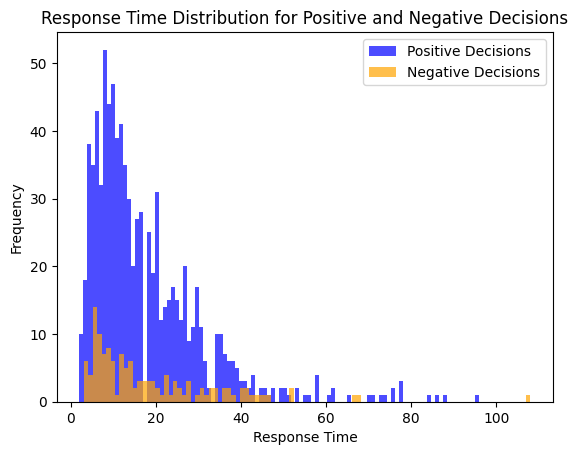 Response Time Distribution for Positive and Negative Decisions
Positive Decisions
Negative Decisions
Frequency
50
40
30
20
10
0
0 20 40 60 80 100
Response Time